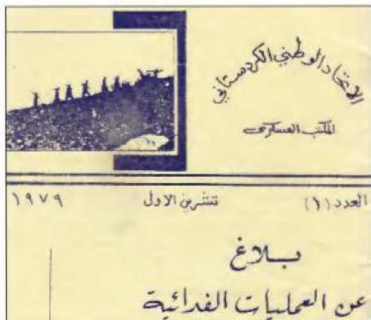 الاتحاد الوطني الكردستاني
المكتب العسكري
العدد (١) تشرين الاول ١٩٧٩
بلاغ
عن العمليات الفدائية